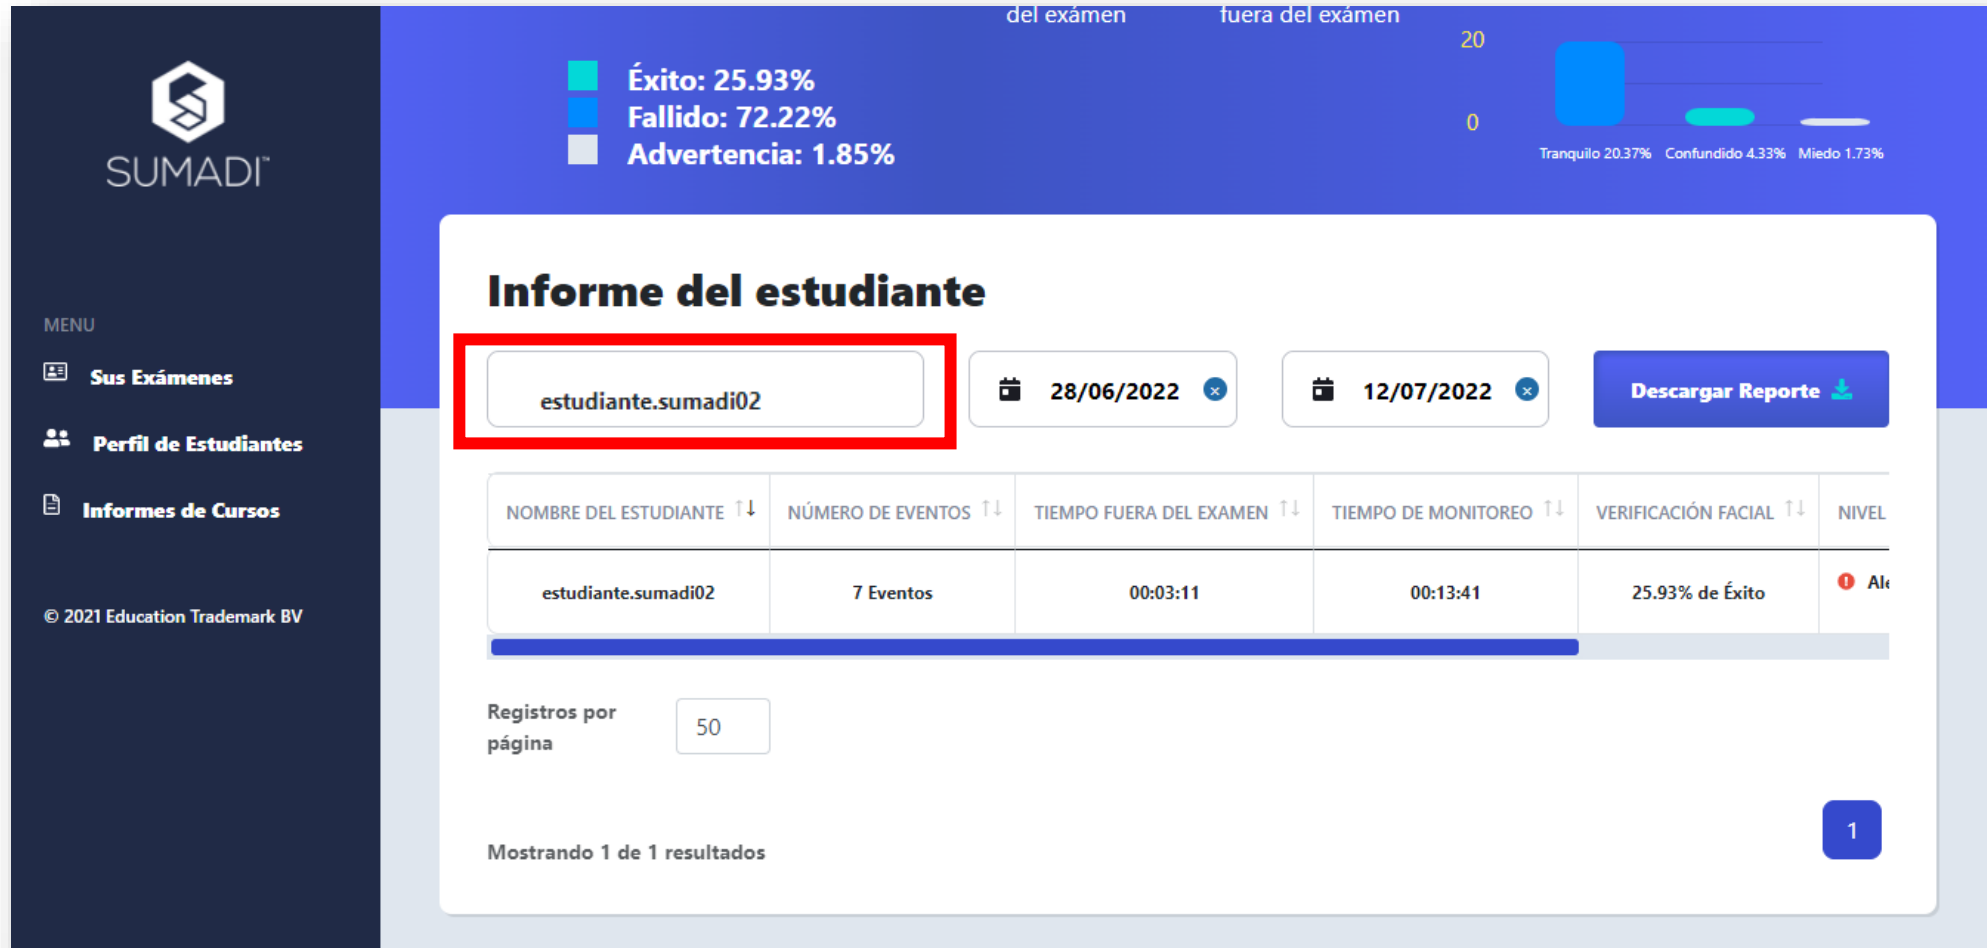 SUMADI™
MENU
Sus Exámenes
Perfil de Estudiantes
Informes de Cursos
© 2021 Education Trademark BV
del exámen
fuera del exámen
Éxito: 25.93%
Fallido: 72.22%
Advertencia: 1.85%
20
0
Tranquilo 20.37% Confundido 4.33% Miedo 1.73%
Informe del estudiante
estudiante.sumadi02
28/06/2022
12/07/2022
Descargar Reporte
NOMBRE DEL ESTUDIANTE NÚMERO DE EVENTOS TIEMPO FUERA DEL EXAMEN TIEMPO DE MONITOREO VERIFICACIÓN FACIAL NIVEL
estudiante.sumadi02 7 Eventos 00:03:11 00:13:41 25.93% de Éxito
Registros por
página
50
1
Mostrando 1 de 1 resultados